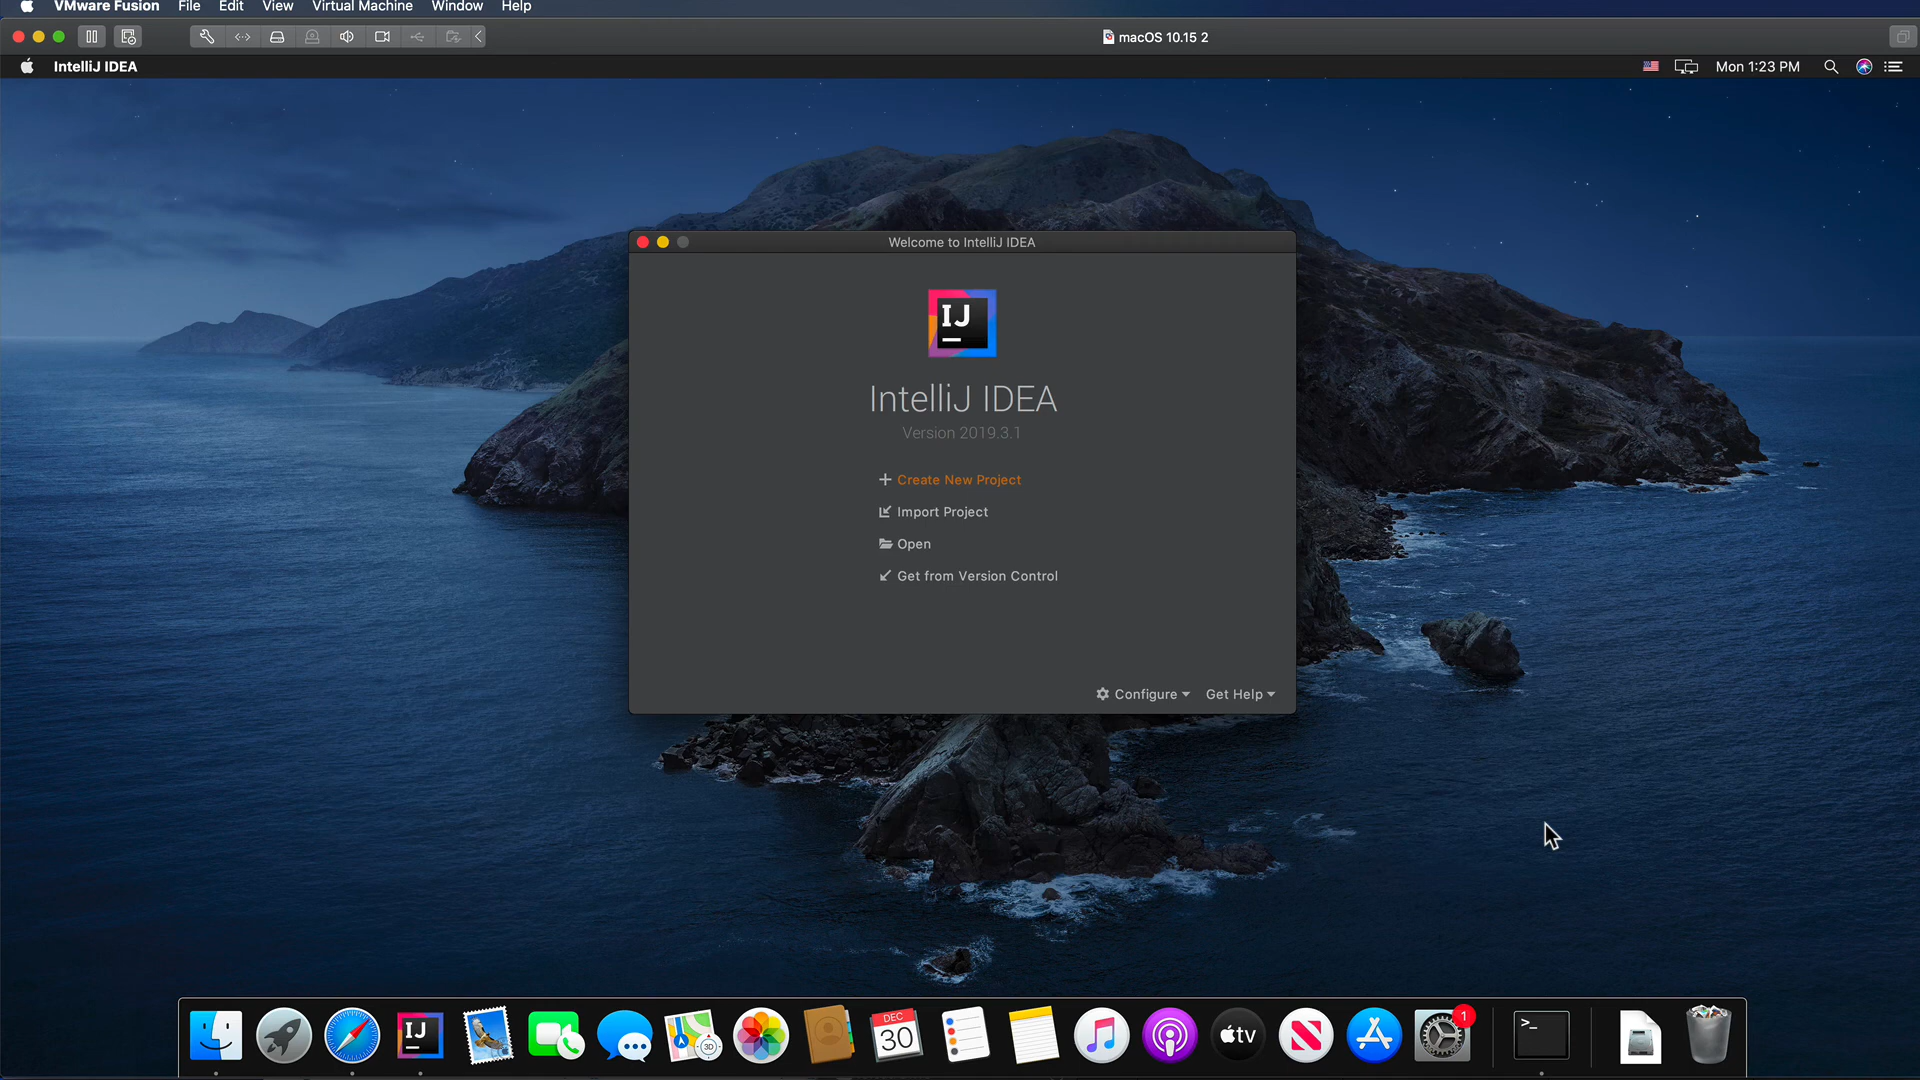 VMware Fusion File Edit View Virtual Machine Window Help
macOS 10.15 2
IntelliJ IDEA
Mon 1:23 PM
Welcome to IntelliJ IDEA
IJ
IntelliJ IDEA
Version 2019.3.1
Create New Project
Import Project
Open
Get from Version Control
Configure
Get Help
IJ
3D
DEC
30
tv
1
>_